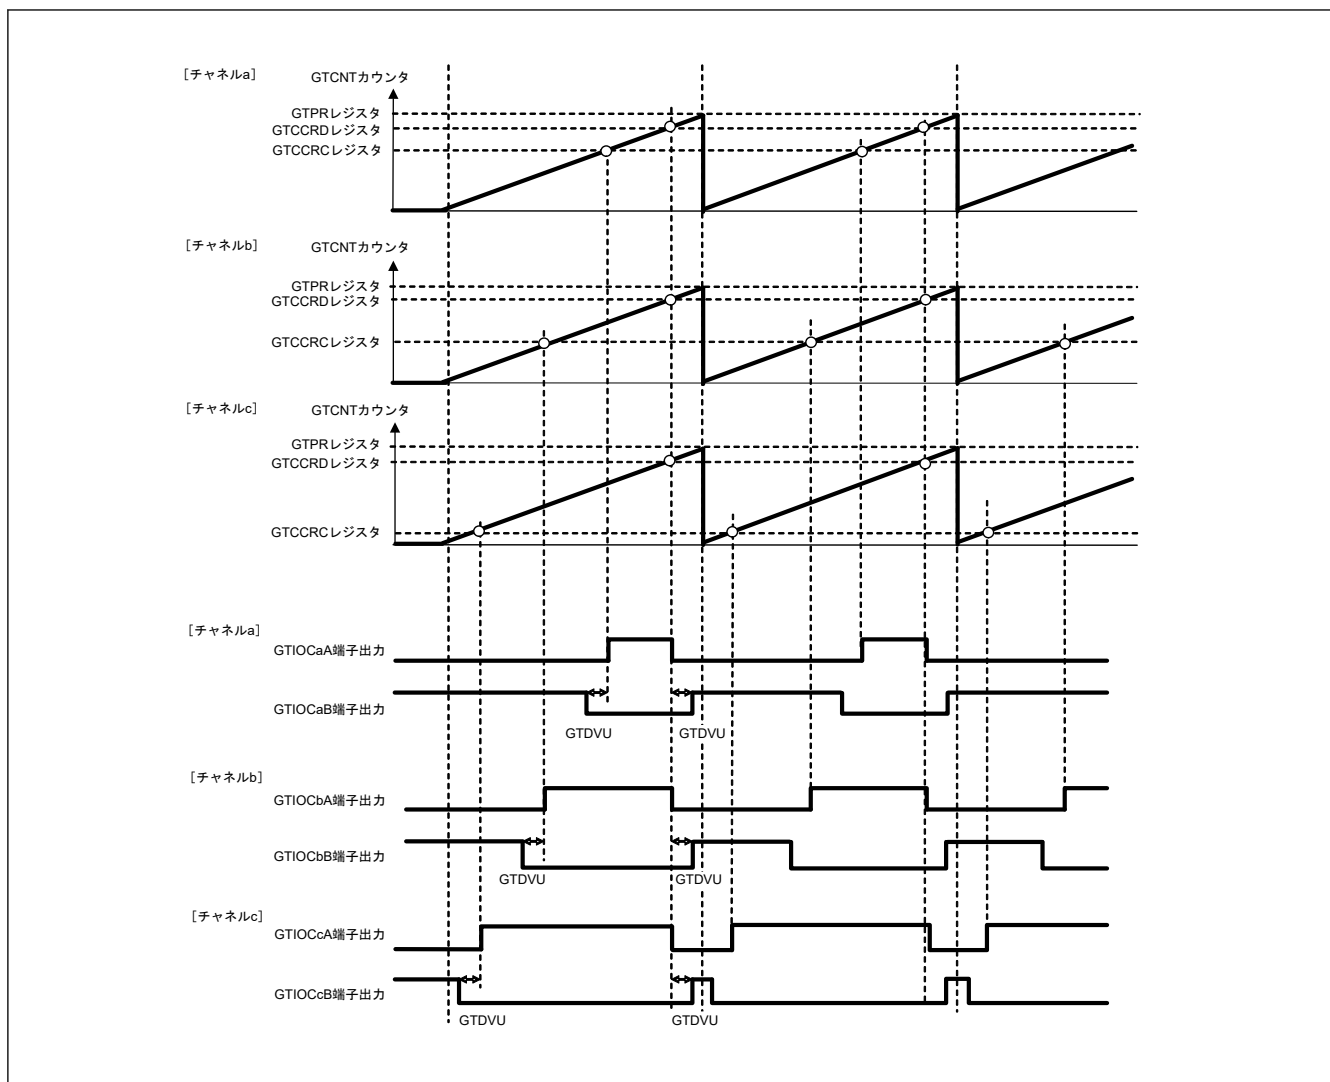 [チャネルa]
GTCNTカウンタ
GTPRレジスタ
GTCCRDレジスタ
GTCCRCレジスタ
[チャネルb]
GTCNTカウンタ
GTPRレジスタ
GTCCRDレジスタ
GTCCRCレジスタ
[チャネルc]
GTCNTカウンタ
GTPRレジスタ
GTCCRDレジスタ
GTCCRCレジスタ
[チャネルa]
GTIOCaA端子出力
GTIOCaB端子出力
GTDVU GTDVU
[チャネルb]
GTIOCbA端子出力
GTIOCbB端子出力
GTDVU GTDVU
[チャネルc]
GTIOCcA端子出力
GTIOCcB端子出力
GTDVU GTDVU